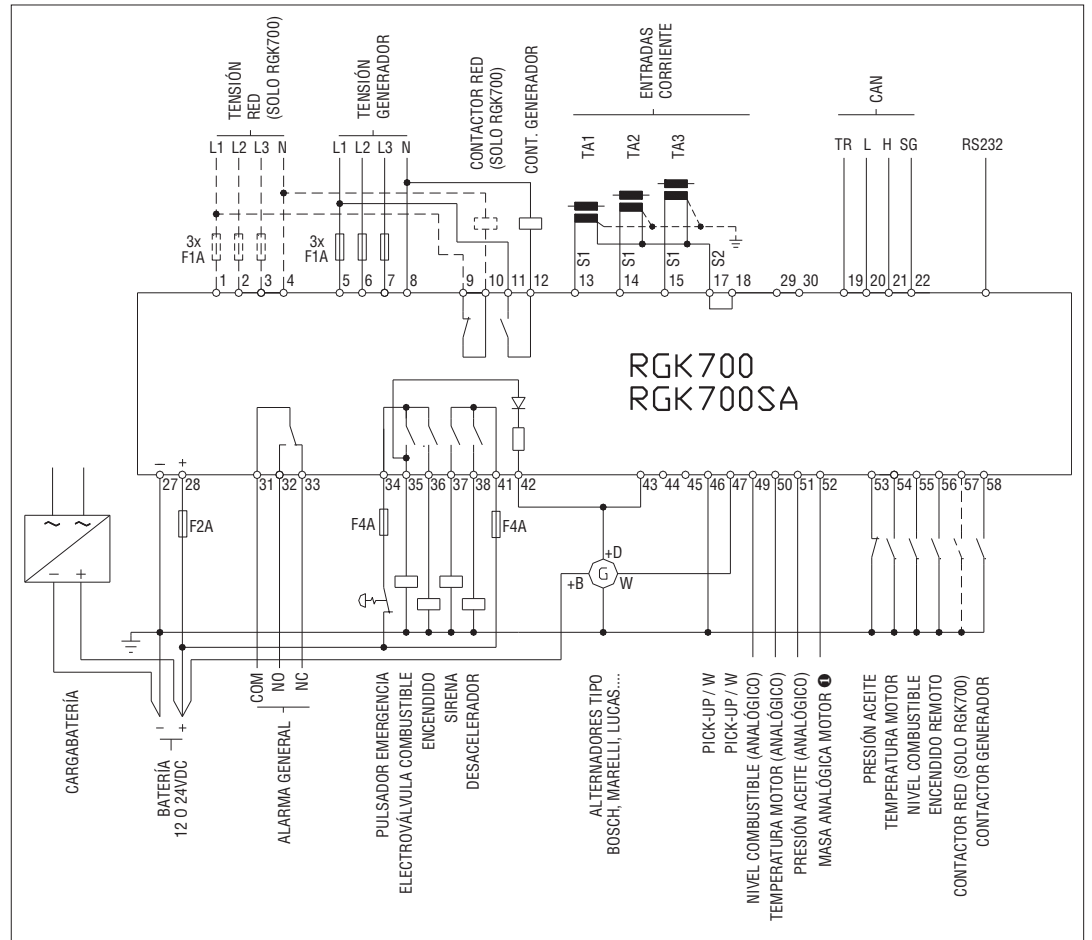 TENSIÓN
RED
(SOLO RGK700)
TENSIÓN
GENERADOR
CONTACTOR RED
(SOLO RGK700)
CONT. GENERADOR
ENTRADAS
CORRIENTE
CAN
L1 L2 L3 N
L1 L2 L3 N
TA1
TA2
TA3
TR L H SG
RS232
3x
F1A
3x
F1A
S1
S1
S1
S2
1 2 3 4 5 6 7 8 9 10 11 12 13 14 15 17 18 29 30 19 20 21 22
RGK700
RGK700SA
– +
27 28 31 32 33 34 35 36 37 38 41 42 43 44 45 46 47 49 50 51 52 53 54 55 56 57 58
F2A
F4A
F4A
~ ~
– +
+D
+B G W
CARGABATERÍA
– +
BATERÍA
12 O 24VDC
COM
NO
NC
ALARMA GENERAL
PULSADOR EMERGENCIA
ELECTROVÁLVULA COMBUSTIBLE
ENCENDIDO
SIRENA
DESACELERADOR
ALTERNADORES TIPO
BOSCH, MARELLI, LUCAS....
PICK-UP / W
PICK-UP / W
NIVEL COMBUSTIBLE (ANALÓGICO)
TEMPERATURA MOTOR (ANALÓGICO)
PRESIÓN ACEITE (ANALÓGICO)
MASA ANALÓGICA MOTOR ❶
PRESIÓN ACEITE
TEMPERATURA MOTOR
NIVEL COMBUSTIBLE
ENCENDIDO REMOTO
CONTACTOR RED (SOLO RGK700)
CONTACTOR GENERADOR